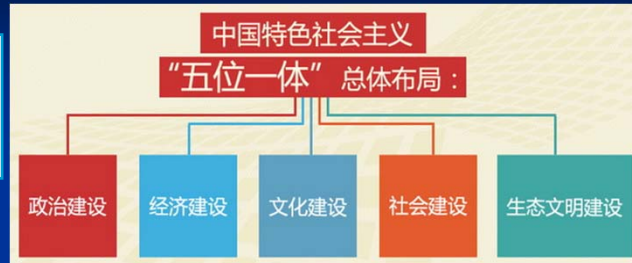 中国特色社会主义
“五位一体”总体布局：
政治建设
经济建设
文化建设
社会建设
生态文明建设